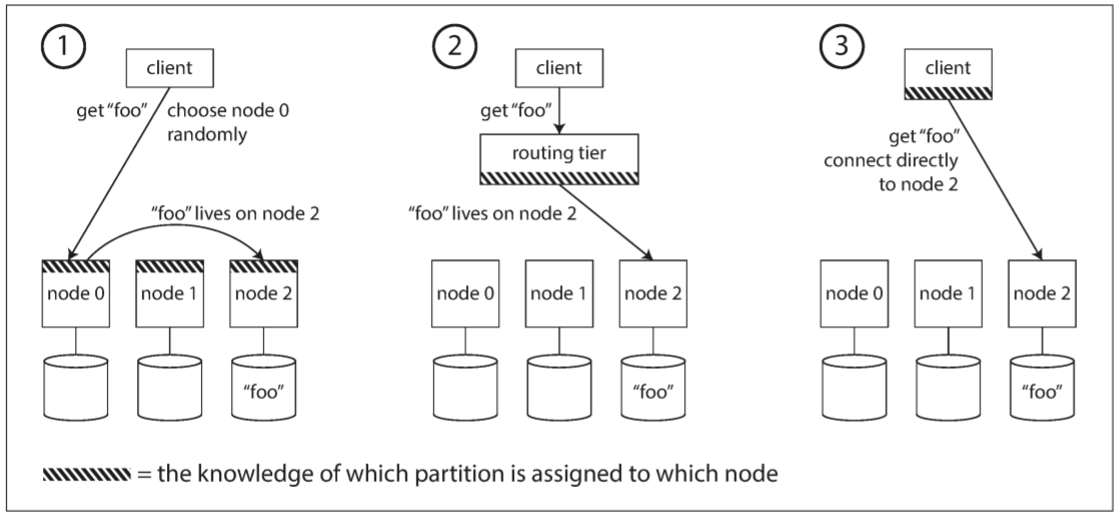 1
client
get “foo”
choose node 0
randomly
“foo” lives on node 2
node 0
node 1
node 2
“foo”
2
client
get “foo”
routing tier
“foo” lives on node 2
node 0
node 1
node 2
“foo”
3
client
get “foo”
connect directly
to node 2
node 0
node 1
node 2
“foo”
= the knowledge of which partition is assigned to which node